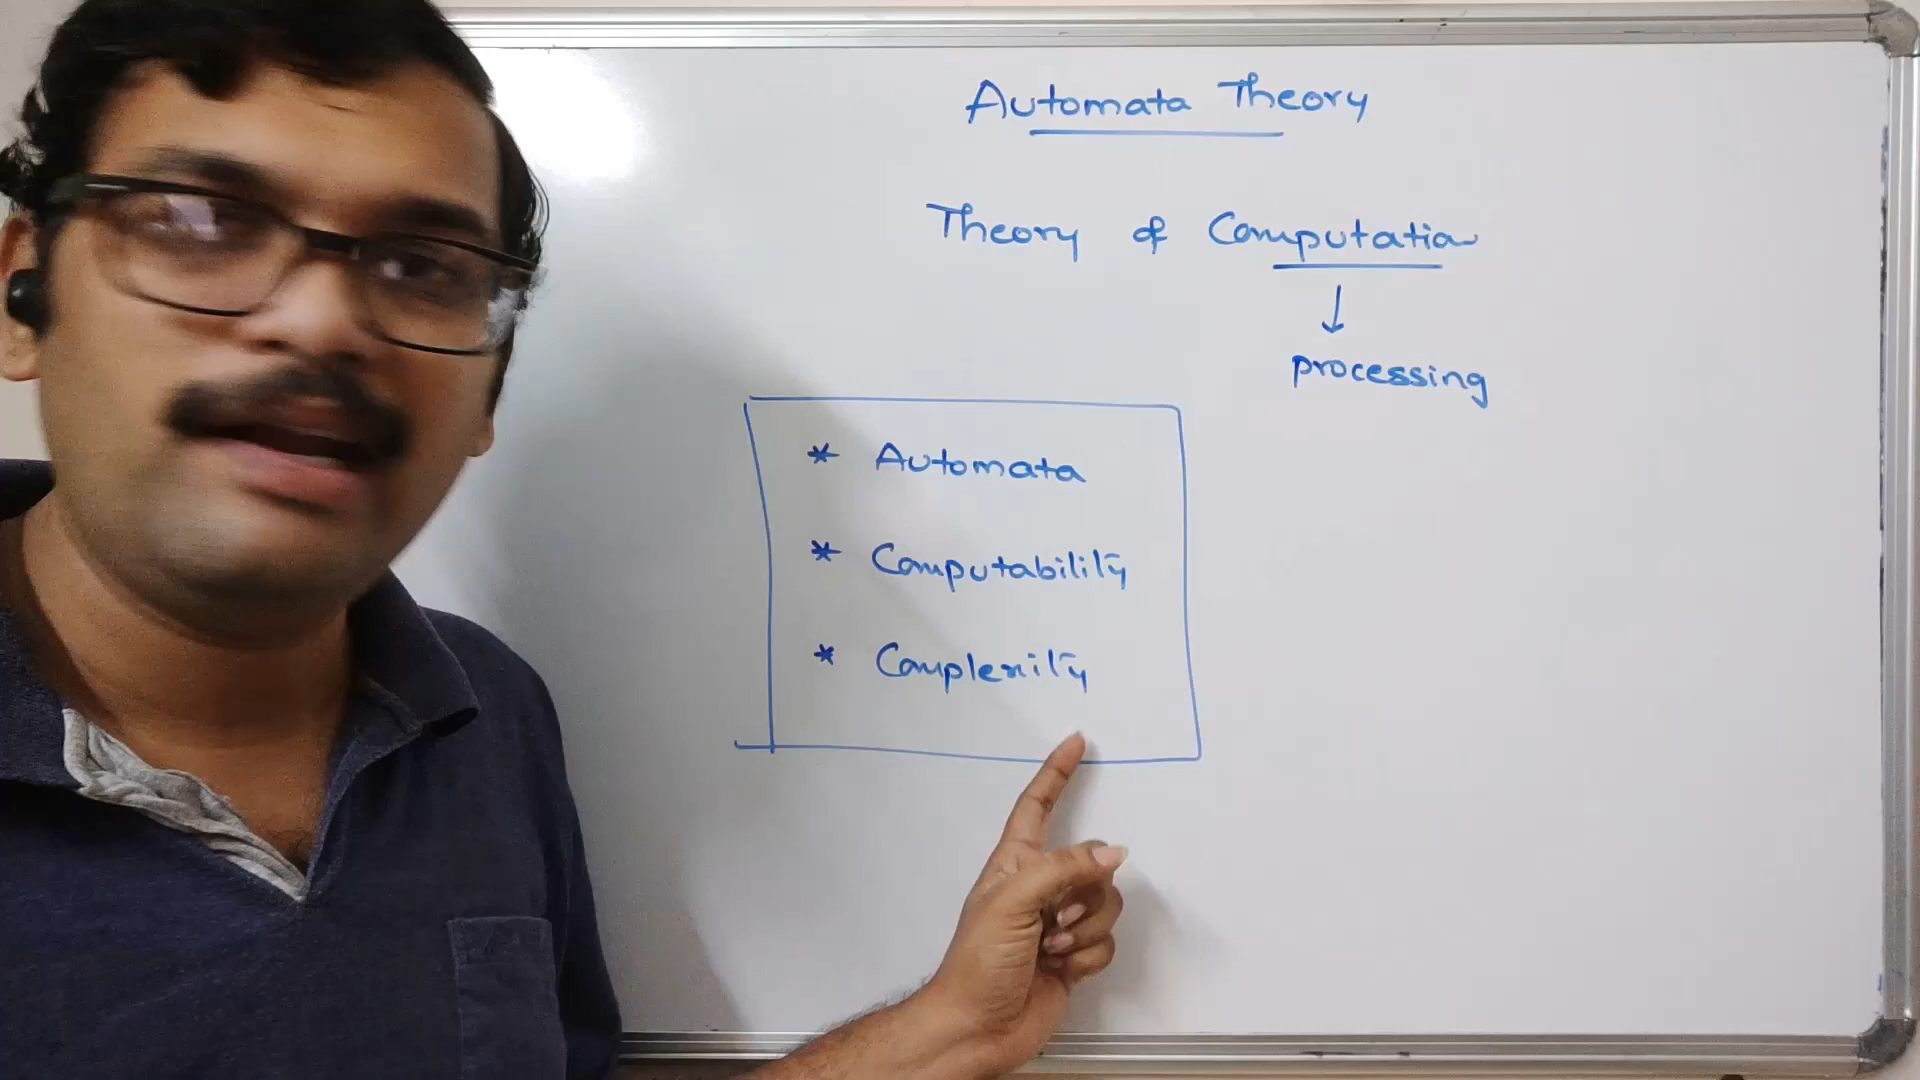 Automata Theory
Theory of Computation
processing
* Automata
* Computability
* Complexity